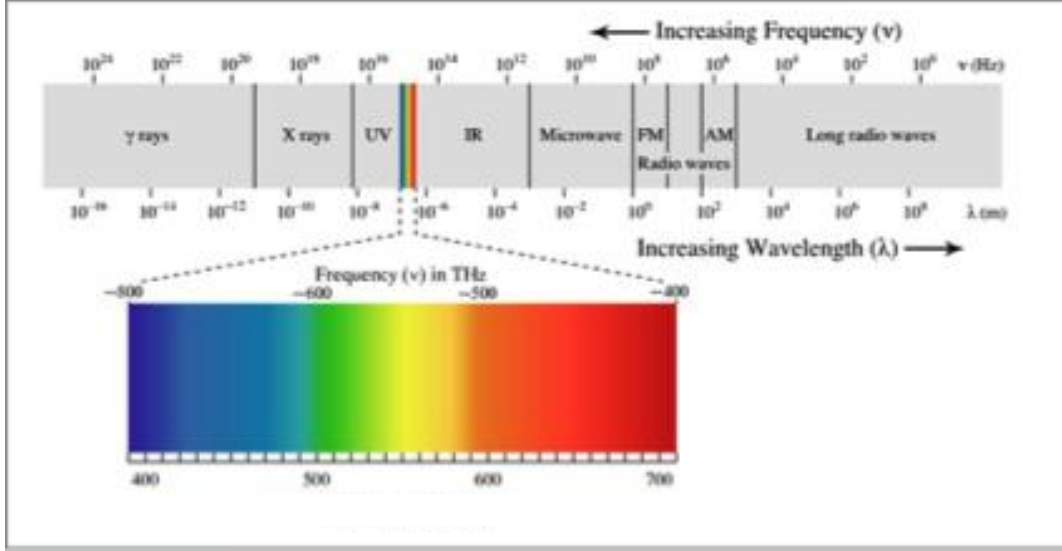 Increasing Frequency (ν)
10²⁴ 10²² 10²⁰ 10¹⁸ 10¹⁶ 10¹⁴ 10¹² 10¹⁰ 10⁸ 10⁶ 10⁴ 10² 10⁰ ν (Hz)
γ rays X rays UV IR Microwave FM AM Long radio waves
Radio waves
10⁻¹⁶ 10⁻¹⁴ 10⁻¹² 10⁻¹⁰ 10⁻⁸ 10⁻⁶ 10⁻⁴ 10⁻² 10⁰ 10² 10⁴ 10⁶ 10⁸ λ (m)
Increasing Wavelength (λ)
Frequency (ν) in THz
~800 ~600 ~500 ~400
400 500 600 700